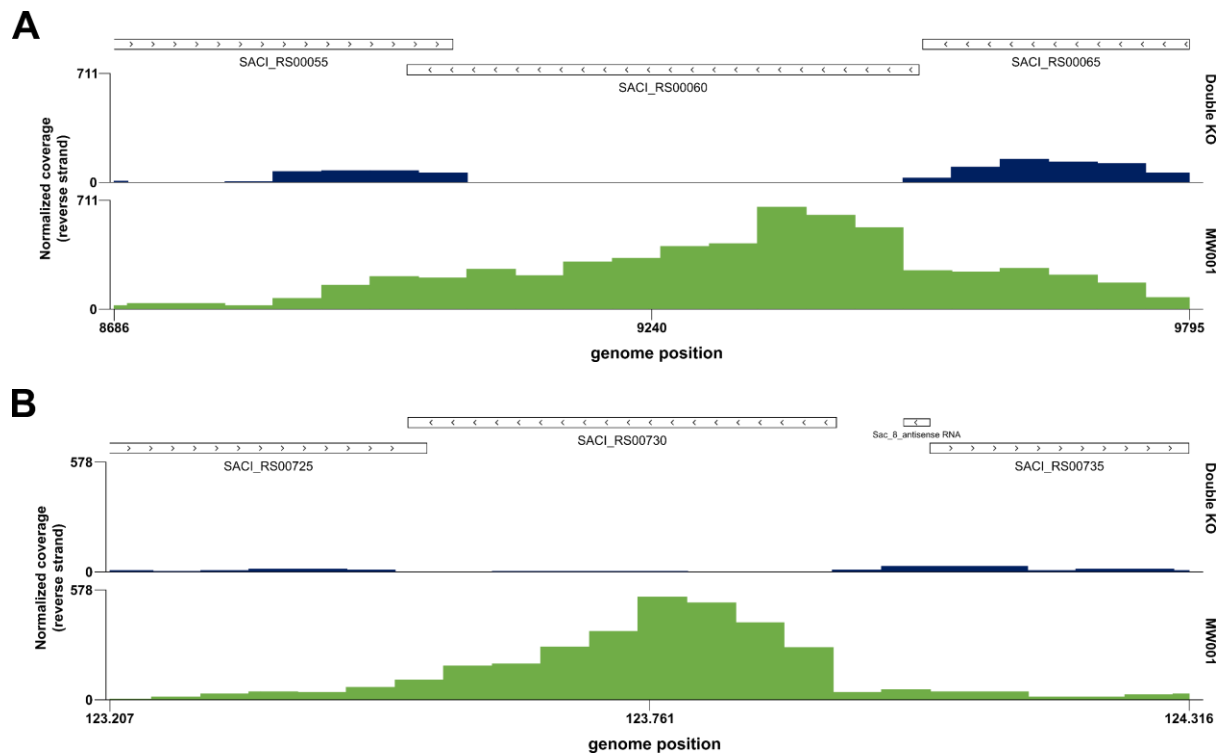 A
SACI_RS00055
SACI_RS00065
SACI_RS00060
711
0
Double KO
Normalized coverage
(reverse strand)
711
0
MW001
8686
9240
9795
genome position
B
SACI_RS00730
Sac_8_antisense RNA
SACI_RS00725
SACI_RS00735
578
0
Double KO
Normalized coverage
(reverse strand)
578
0
MW001
123.207
123.761
124.316
genome position